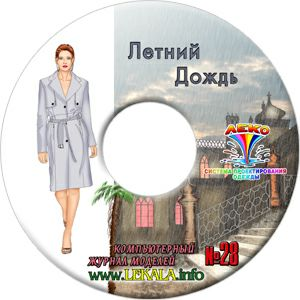 Летний
Дождь
ЛЕКО
СИСТЕМА ПРОЕКТИРОВАНИЯ
ОДЕЖДЫ
КОМПЬЮТЕРНЫЙ
ЖУРНАЛ МОДЕЛЕЙ
№28
www.LEKALA.info